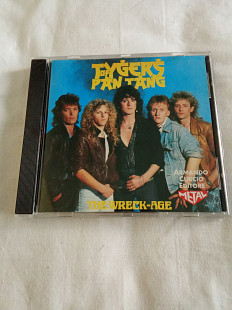 TYGERS
OF
PAN TANG
THE WRECK-AGE
ARMANDO
CURCIO
EDITORE
METAL